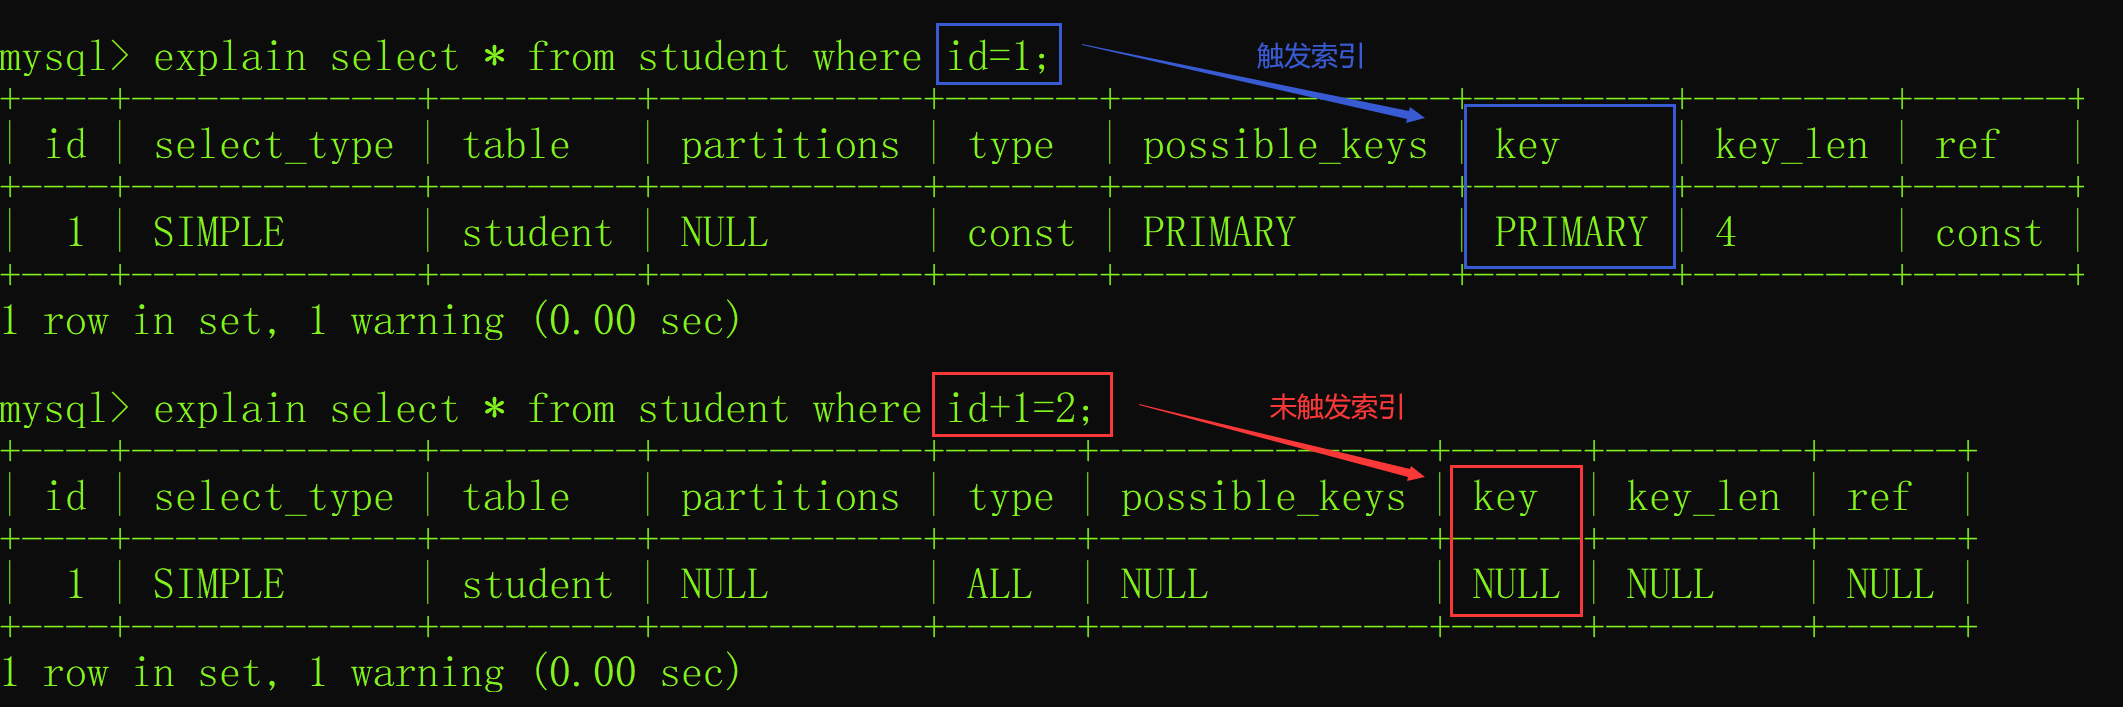 mysql> explain select * from student where id=1;
触发索引
+----+-------------+---------+------------+-------+---------------+---------+---------+-------+
| id | select_type | table | partitions | type | possible_keys | key | key_len | ref |
+----+-------------+---------+------------+-------+---------------+---------+---------+-------+
| 1 | SIMPLE | student | NULL | const | PRIMARY | PRIMARY | 4 | const |
+----+-------------+---------+------------+-------+---------------+---------+---------+-------+
1 row in set, 1 warning (0.00 sec)
mysql> explain select * from student where id+1=2;
未触发索引
+----+-------------+---------+------------+------+---------------+------+---------+------+
| id | select_type | table | partitions | type | possible_keys | key | key_len | ref |
+----+-------------+---------+------------+------+---------------+------+---------+------+
| 1 | SIMPLE | student | NULL | ALL | NULL | NULL | NULL | NULL |
+----+-------------+---------+------------+------+---------------+------+---------+------+
1 row in set, 1 warning (0.00 sec)